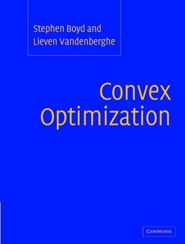 Stephen Boyd and
Lieven Vandenberghe
Convex
Optimization
CAMBRIDGE